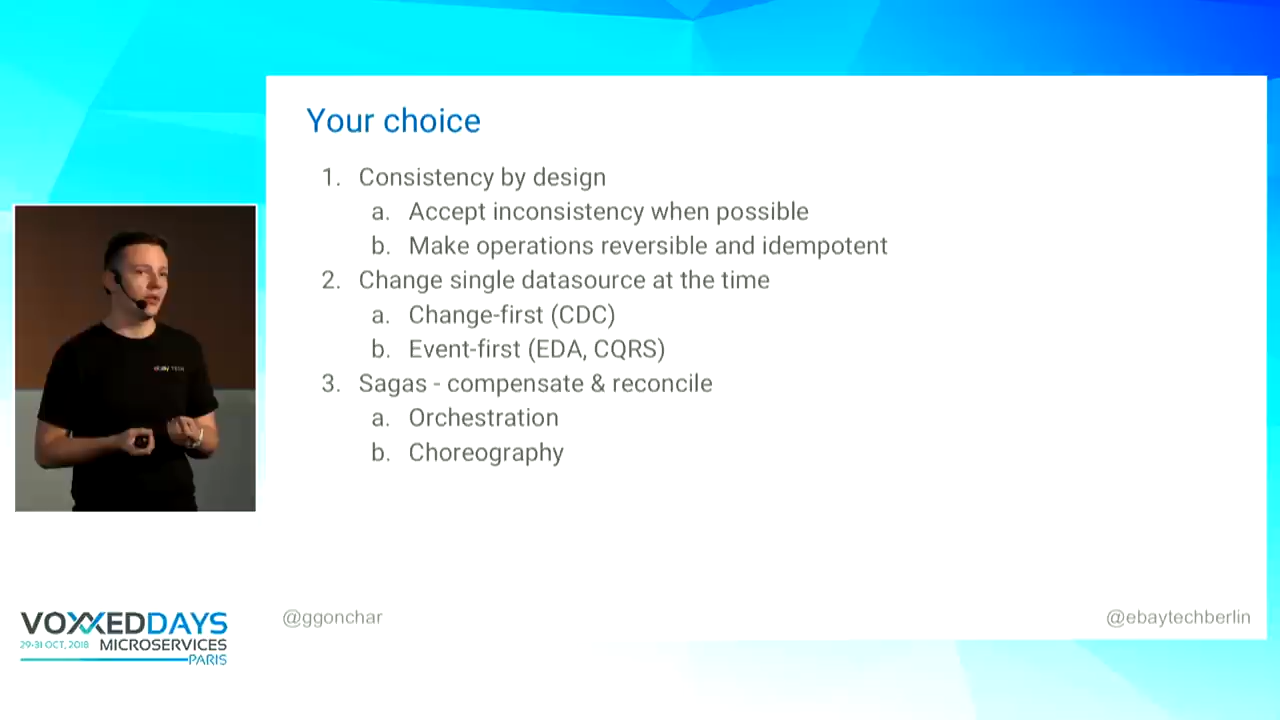 Your choice
1. Consistency by design
a. Accept inconsistency when possible
b. Make operations reversible and idempotent
2. Change single datasource at the time
a. Change-first (CDC)
b. Event-first (EDA, CQRS)
3. Sagas - compensate & reconcile
a. Orchestration
b. Choreography
ebay TECH
@ggonchar
@ebaytechberlin
VOXXEDDAYS
29-31 OCT, 2018 MICROSERVICES
PARIS